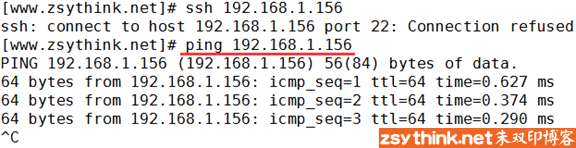 [www.zsythink.net]# ssh 192.168.1.156
ssh: connect to host 192.168.1.156 port 22: Connection refused
[www.zsythink.net]# ping 192.168.1.156
PING 192.168.1.156 (192.168.1.156) 56(84) bytes of data.
64 bytes from 192.168.1.156: icmp_seq=1 ttl=64 time=0.627 ms
64 bytes from 192.168.1.156: icmp_seq=2 ttl=64 time=0.374 ms
64 bytes from 192.168.1.156: icmp_seq=3 ttl=64 time=0.290 ms
^C
zsythink.net朱双印博客